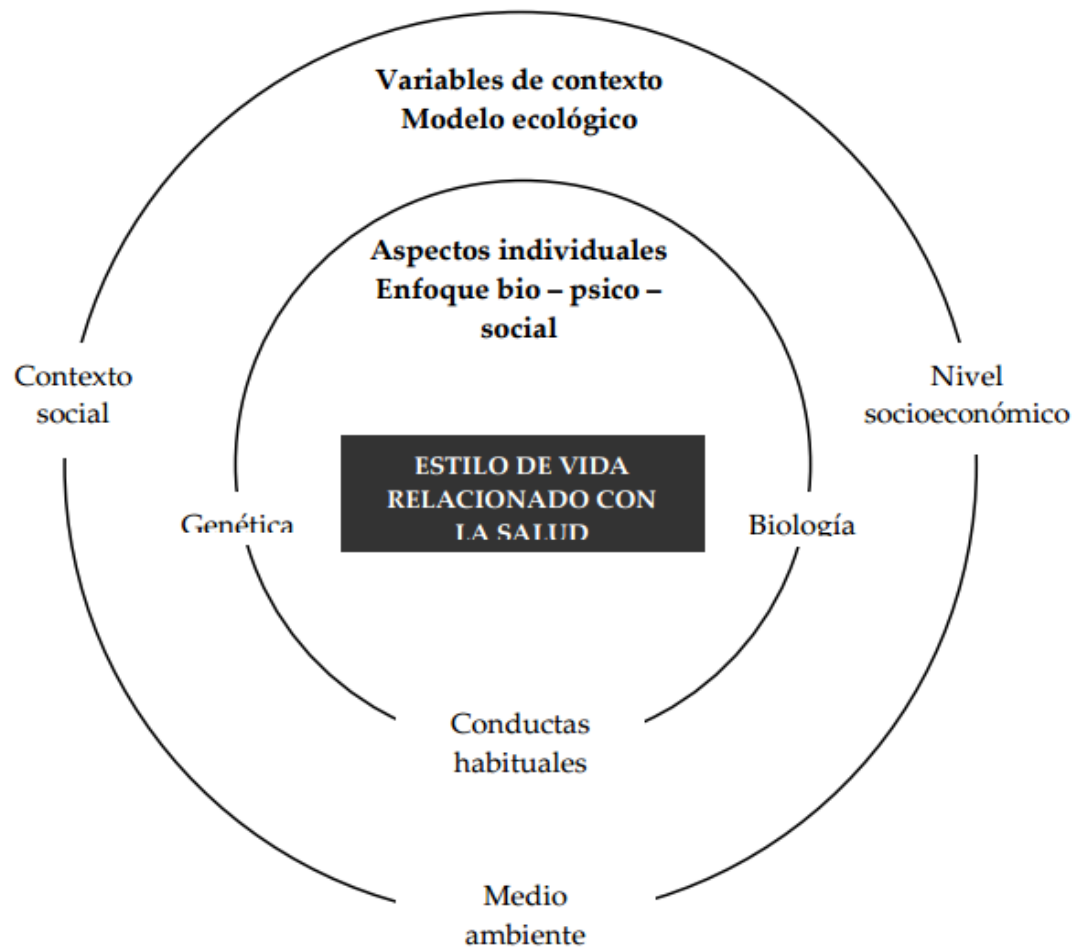 Variables de contexto
Modelo ecológico
Aspectos individuales
Enfoque bio – psico –
social
Contexto
social
Nivel
socioeconómico
ESTILO DE VIDA
RELACIONADO CON
LA SALUD
Genética
Biología
Conductas
habituales
Medio
ambiente